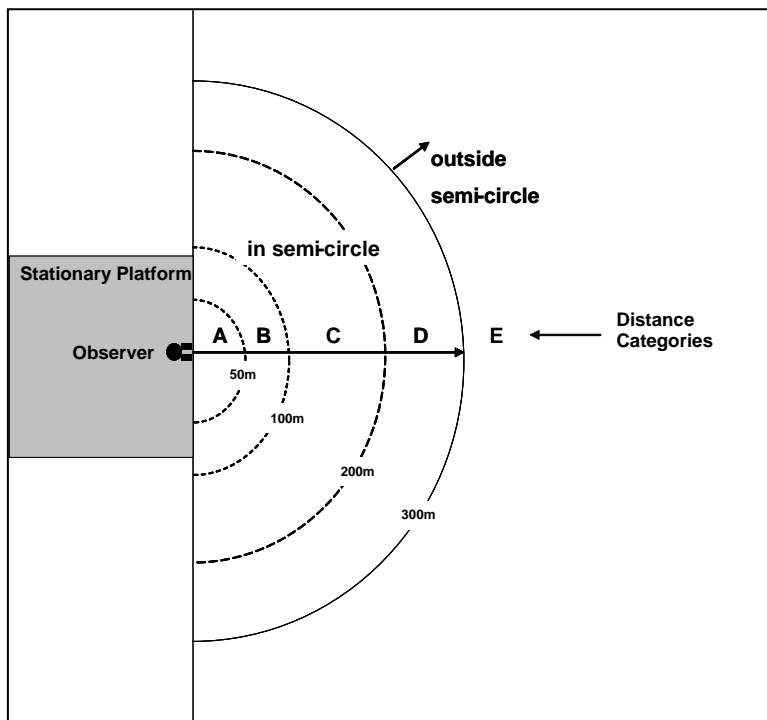 outside
semi-circle
in semi-circle
Stationary Platform
A B C D E
Distance
Categories
Observer
50m
100m
200m
300m